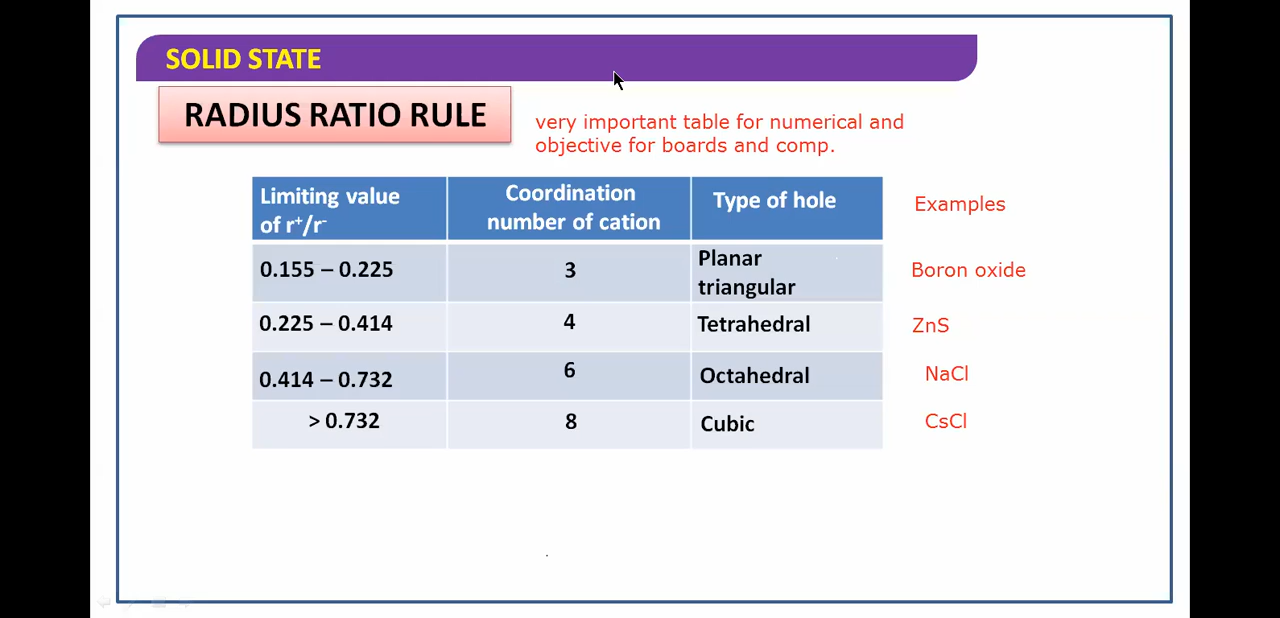 SOLID STATE
RADIUS RATIO RULE
very important table for numerical and
objective for boards and comp.
Limiting value
of r⁺/r⁻
Coordination
number of cation
Type of hole
Examples
0.155 – 0.225
3
Planar
triangular
Boron oxide
0.225 – 0.414
4
Tetrahedral
ZnS
0.414 – 0.732
6
Octahedral
NaCl
> 0.732
8
Cubic
CsCl